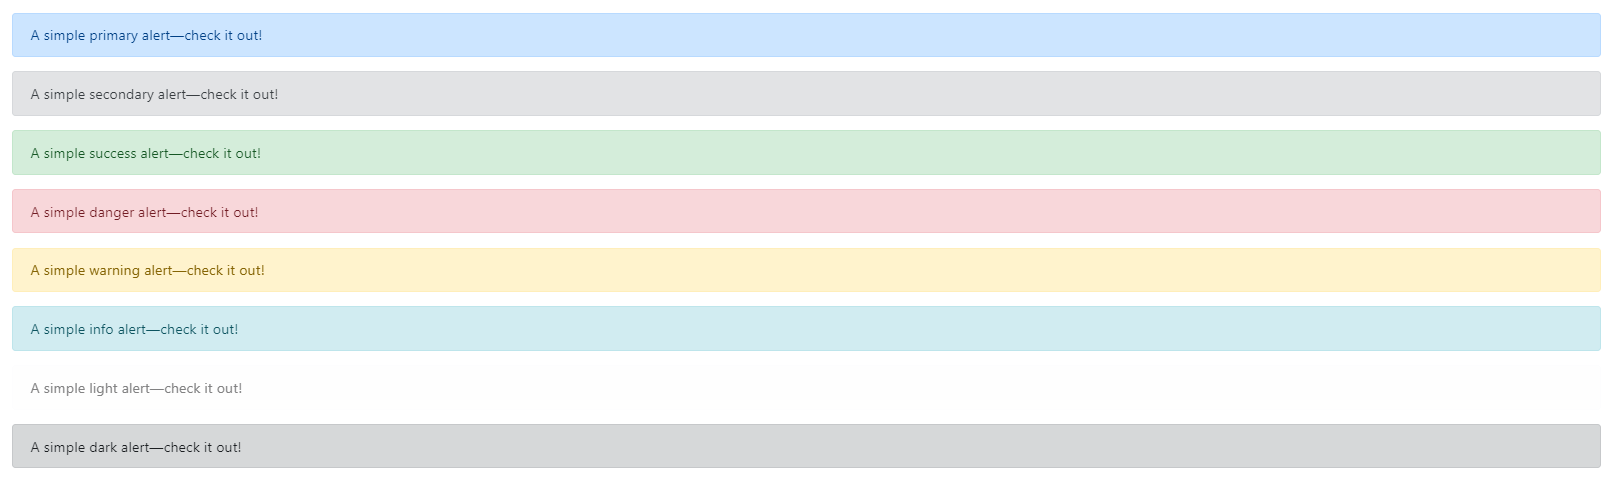 A simple primary alert—check it out!
A simple secondary alert—check it out!
A simple success alert—check it out!
A simple danger alert—check it out!
A simple warning alert—check it out!
A simple info alert—check it out!
A simple light alert—check it out!
A simple dark alert—check it out!